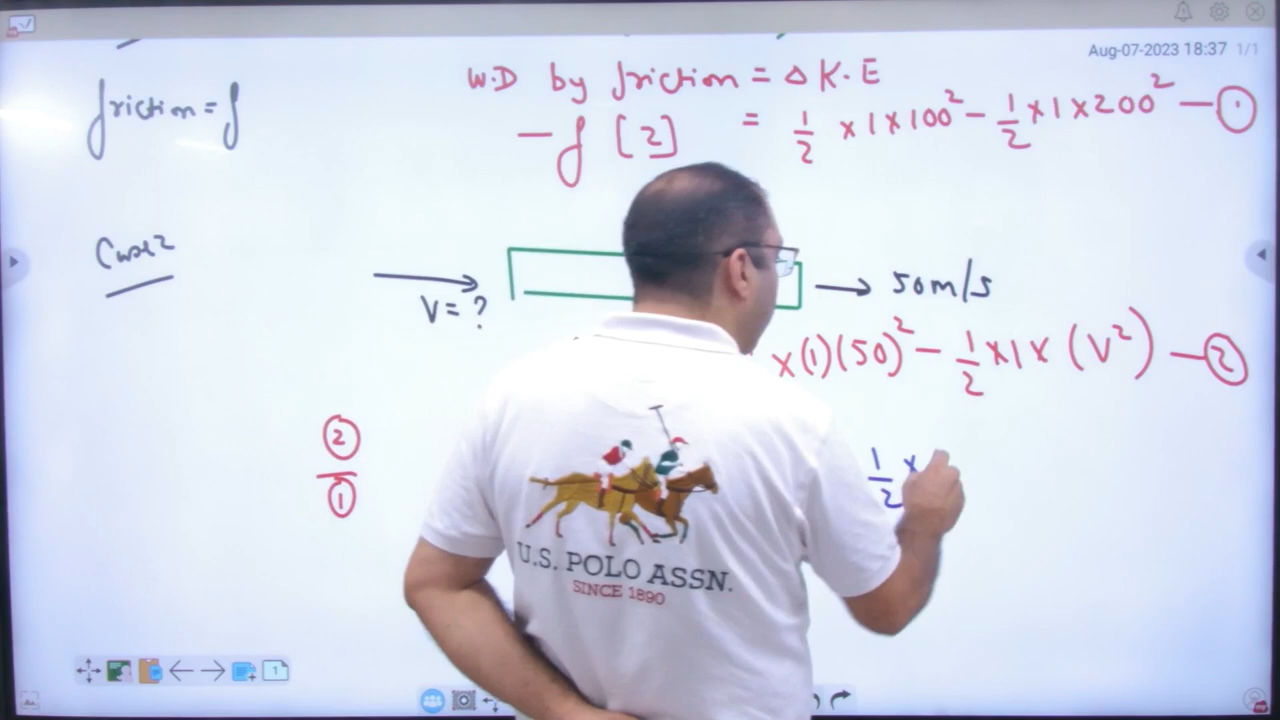 Aug-07-2023 18:37 1/1
friction = f
W.D by friction = Δ K.E
- f [2] = 1/2 × 1 × 100² - 1/2 × 1 × 200² — ①
Case 2
V = ?
50 m/s
× (1) (50)² - 1/2 × 1 × (V²) — ②
②/①
1/2 ×
U.S. POLO ASSN.
SINCE 1890
1